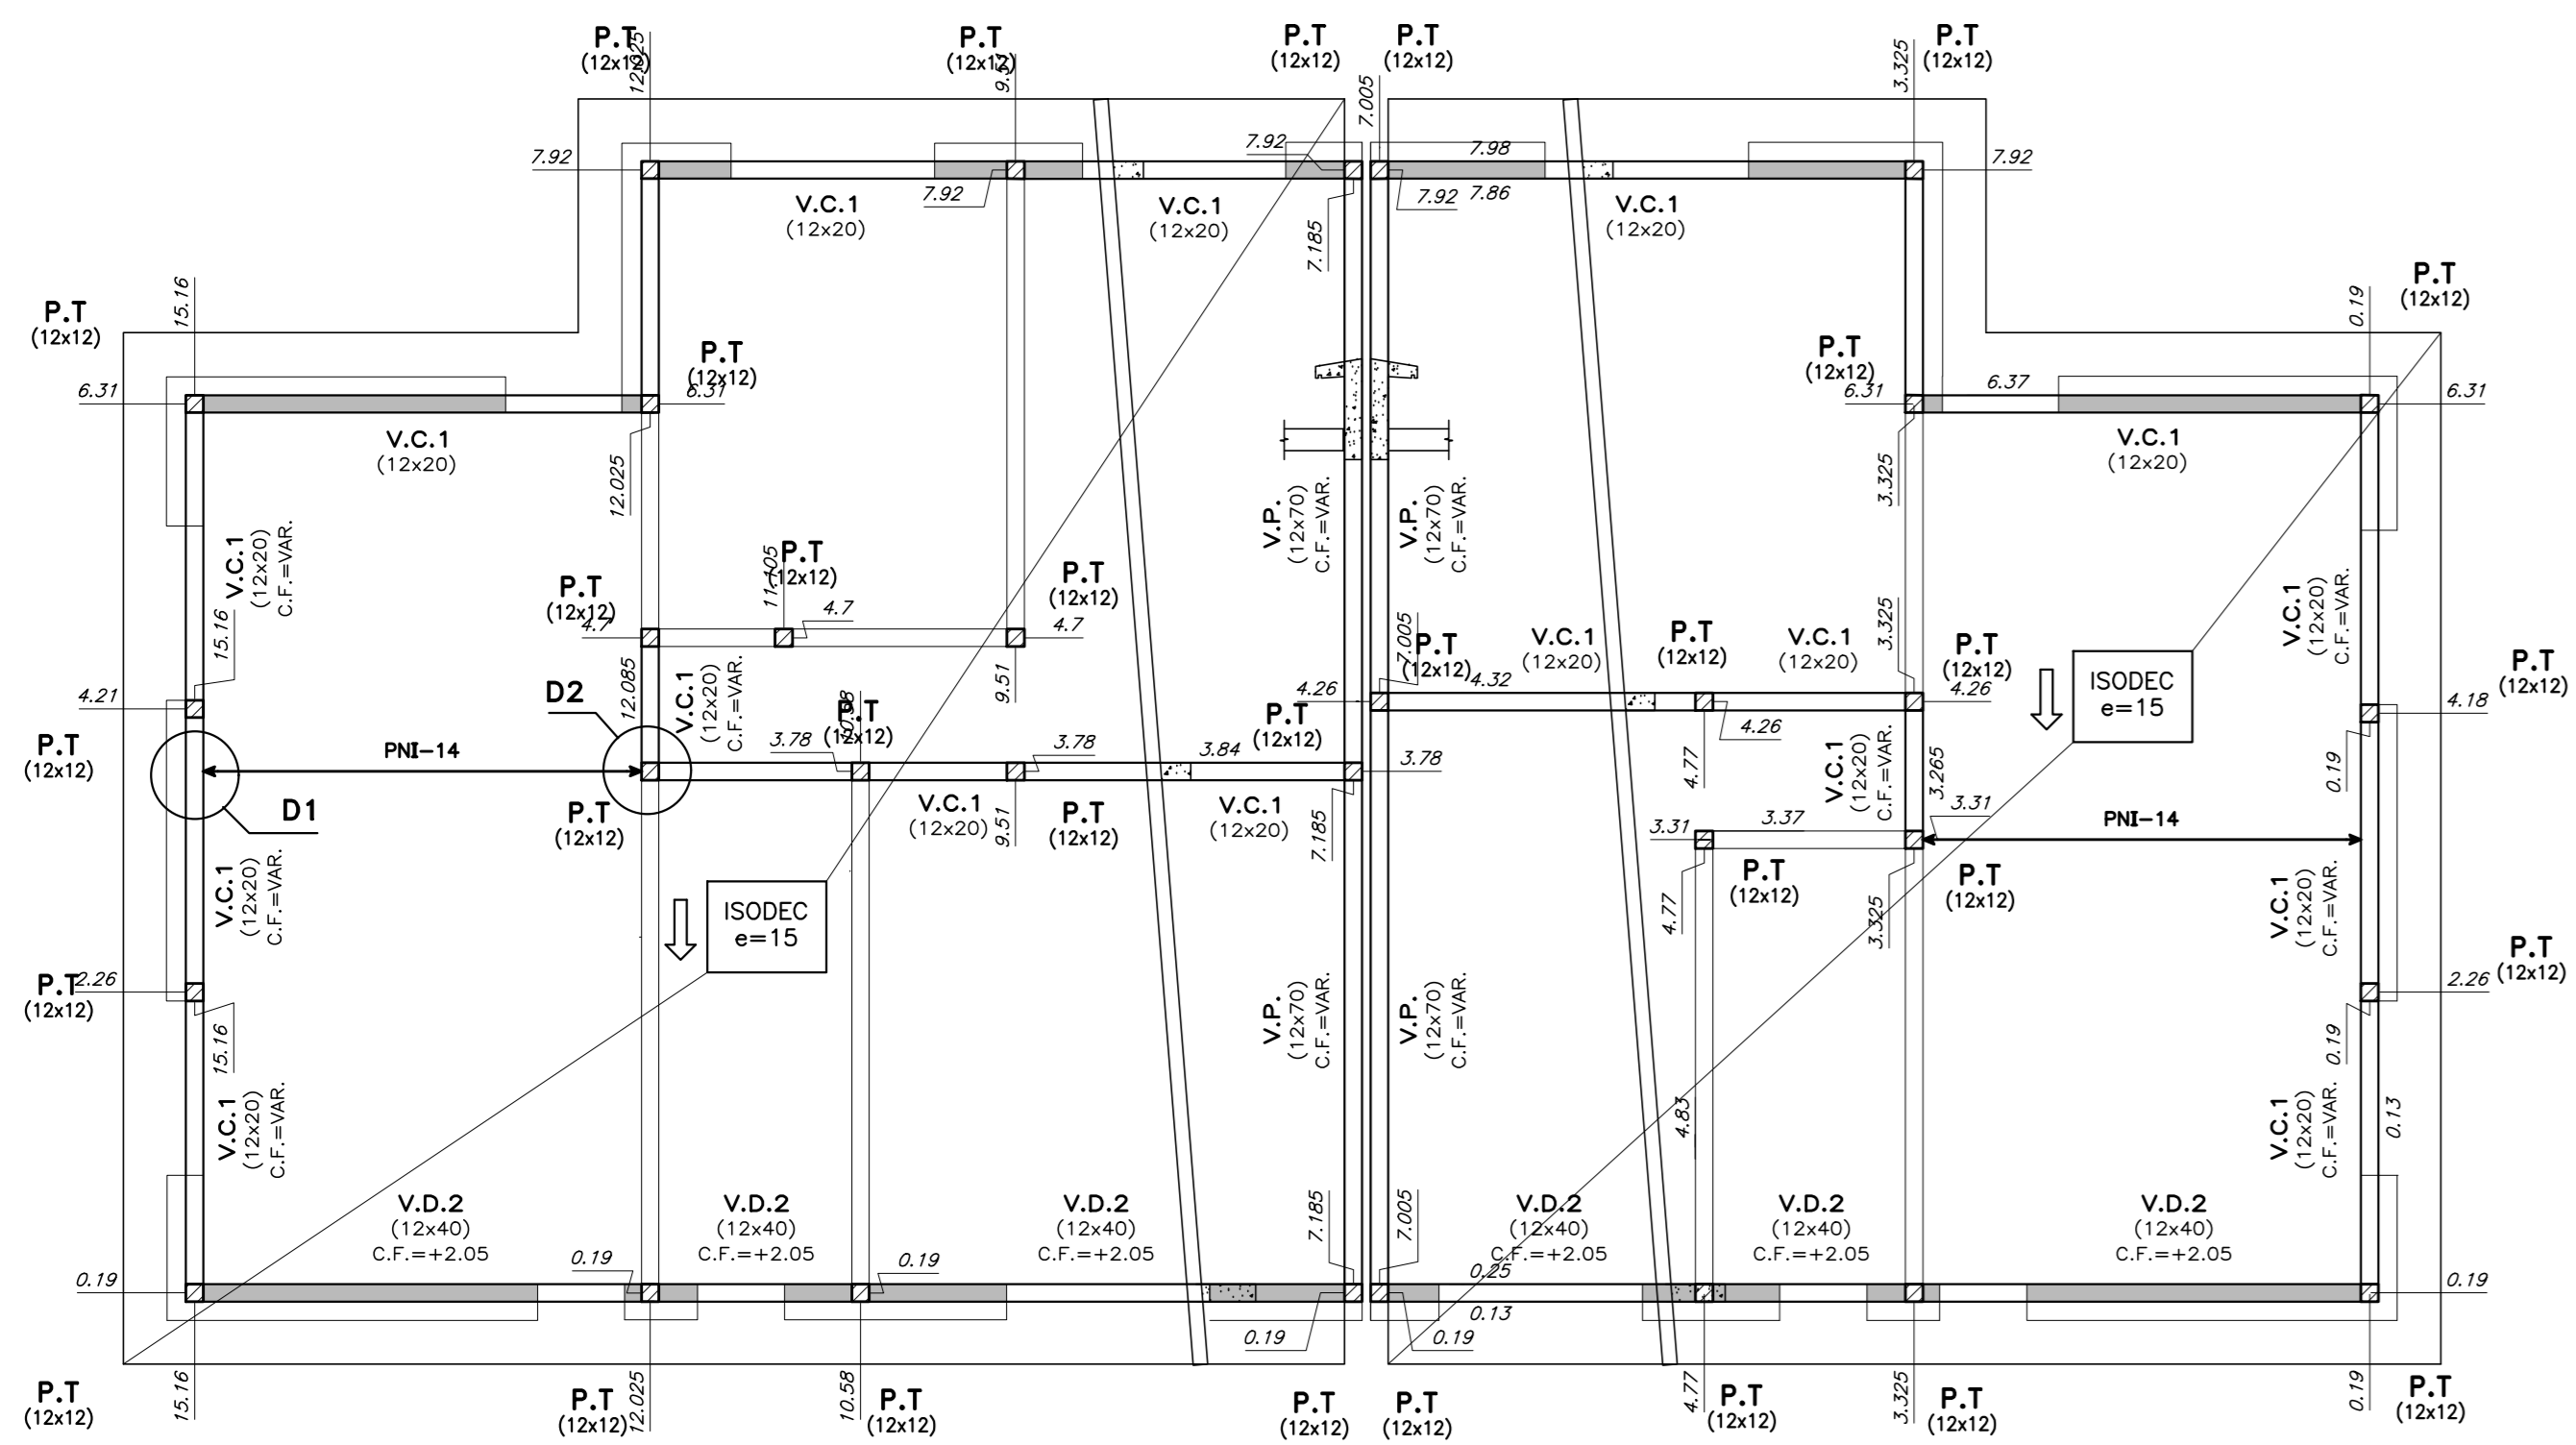 P.T
(12x12)
12.025
P.T
(12x12)
9.51
P.T
(12x12)
P.T
(12x12)
7.005
3.325
P.T
(12x12)
7.92
7.92
7.98
7.92
7.92
7.92
7.86
V.C.1
(12x20)
V.C.1
(12x20)
7.185
V.C.1
(12x20)
P.T
(12x12)
15.16
0.19
P.T
(12x12)
P.T
(12x12)
P.T
(12x12)
6.31
6.31
6.31
6.37
6.31
V.C.1
(12x20)
12.025
3.325
V.C.1
(12x20)
V.C.1
(12x20)
C.F.=VAR.
V.P.
(12x70)
C.F.=VAR.
V.P.
(12x70)
C.F.=VAR.
V.C.1
(12x20)
C.F.=VAR.
P.T
(12x12)
11.105
P.T
(12x12)
P.T
(12x12)
4.7
4.7
4.7
15.16
12.085
9.51
7.005
P.T
(12x12)
V.C.1
(12x20)
P.T
(12x12)
V.C.1
(12x20)
3.325
P.T
(12x12)
ISODEC
e=15
P.T
(12x12)
4.21
D2
V.C.1
(12x20)
C.F.=VAR.
4.26
4.32
4.26
4.26
4.18
10.58
P.T
(12x12)
P.T
(12x12)
P.T
(12x12)
PNI-14
3.78
3.78
3.84
3.78
4.77
V.C.1
(12x20)
C.F.=VAR.
3.265
0.19
D1
P.T
(12x12)
V.C.1
(12x20)
9.51
P.T
(12x12)
V.C.1
(12x20)
7.185
3.31
3.37
3.31
PNI-14
P.T
(12x12)
P.T
(12x12)
V.C.1
(12x20)
C.F.=VAR.
ISODEC
e=15
4.77
3.325
V.C.1
(12x20)
C.F.=VAR.
P.T
(12x12)
2.26
P.T
(12x12)
2.26
15.16
V.P.
(12x70)
C.F.=VAR.
V.P.
(12x70)
C.F.=VAR.
0.19
V.C.1
(12x20)
C.F.=VAR.
4.83
V.C.1
(12x20)
C.F.=VAR.
0.13
V.D.2
(12x40)
C.F.=+2.05
V.D.2
(12x40)
C.F.=+2.05
V.D.2
(12x40)
C.F.=+2.05
7.185
7.005
V.D.2
(12x40)
C.F.=+2.05
V.D.2
(12x40)
C.F.=+2.05
V.D.2
(12x40)
C.F.=+2.05
0.19
0.19
0.19
0.25
0.19
0.19
0.19
0.13
P.T
(12x12)
15.16
P.T
(12x12)
12.025
10.58
P.T
(12x12)
P.T
(12x12)
P.T
(12x12)
4.77
P.T
(12x12)
3.325
P.T
(12x12)
0.19
P.T
(12x12)